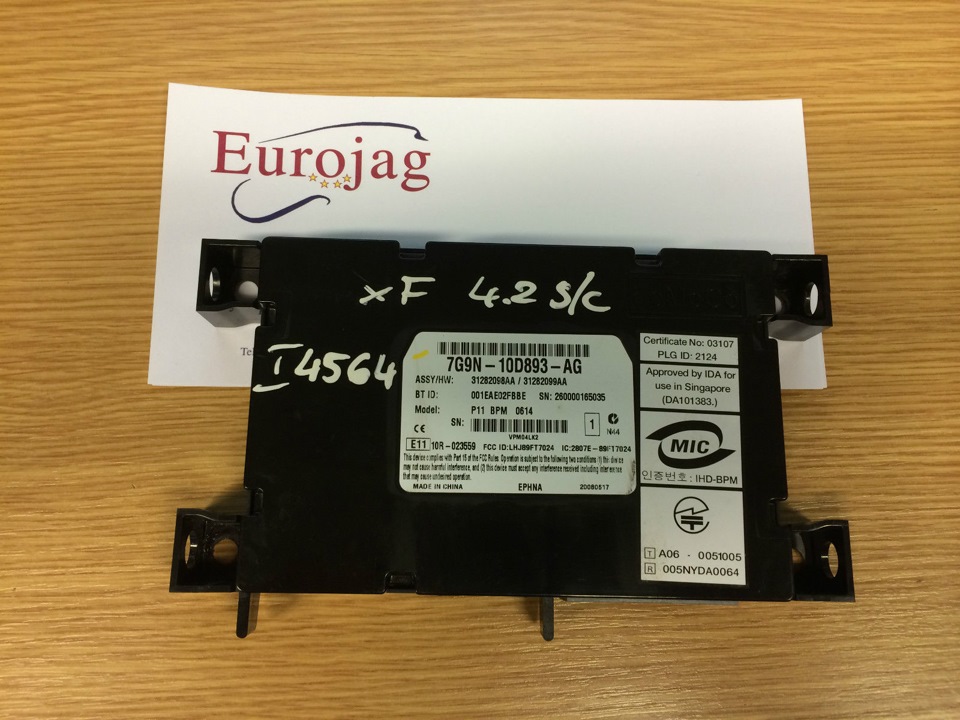 Eurojag
xF 4.2 S/C
I4564
7G9N-10D893-AG
ASSY/HW: 31282098AA / 31282099AA
BT ID: 001EAE02FBBE SN: 260000165035
Model: P11 BPM 0614
SN:
VPM04LK2
1
N44
CE
E11 10R-023559 FCC ID:LHJ89FT7024 IC:2807E-89FT7024
This device complies with Part 15 of the FCC Rules. Operation is subject to the following two conditions (1) this device
may not cause harmful interference, and (2) this device must accept any interference received including interference
that may cause undesired operation.
MADE IN CHINA EPHNA 20080517
Certificate No: 03107
PLG ID: 2124
Approved by IDA for
use in Singapore
(DA101383.)
MIC
인증번호: IHD-BPM
T A06 - 0051005
R 005NYDA0064
Te